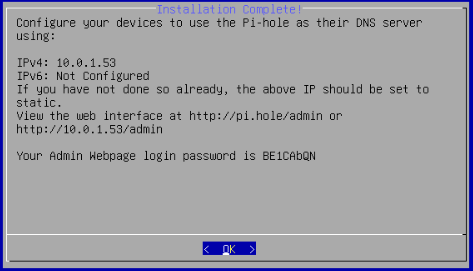 Installation Complete!
Configure your devices to use the Pi-hole as their DNS server
using:
IPv4: 10.0.1.53
IPv6: Not Configured
If you have not done so already, the above IP should be set to
static.
View the web interface at http://pi.hole/admin or
http://10.0.1.53/admin
Your Admin Webpage login password is BE1CAbQN
< OK >